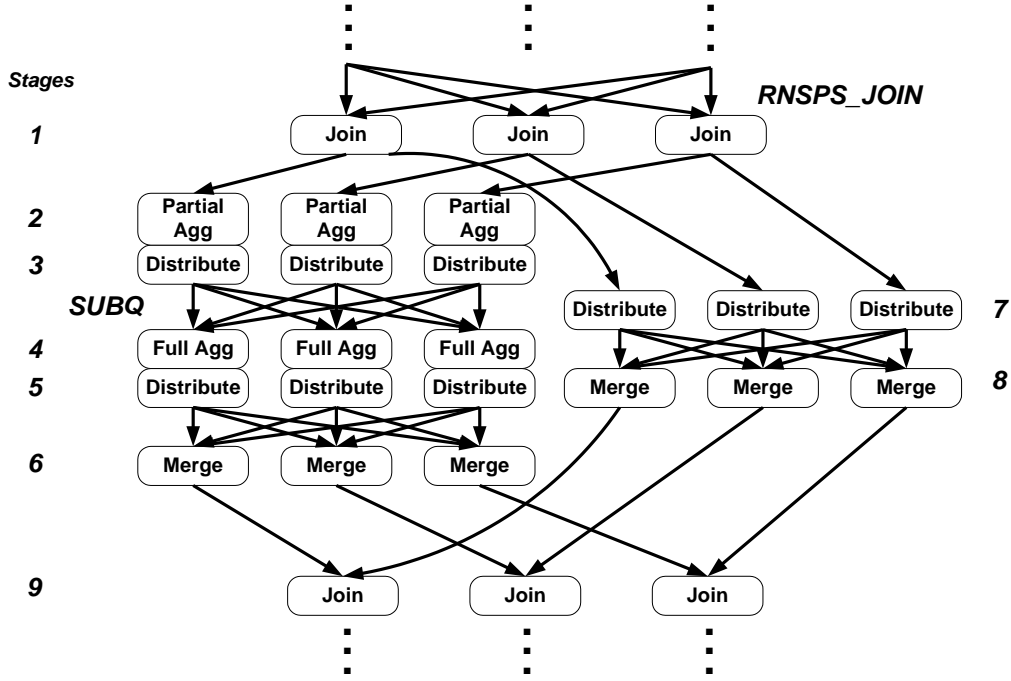 Stages
RNSPS_JOIN
1
Join
Join
Join
2
Partial
Agg
Partial
Agg
Partial
Agg
3
Distribute
Distribute
Distribute
SUBQ
Distribute
Distribute
Distribute
7
4
Full Agg
Full Agg
Full Agg
5
Distribute
Distribute
Distribute
Merge
Merge
Merge
8
6
Merge
Merge
Merge
9
Join
Join
Join